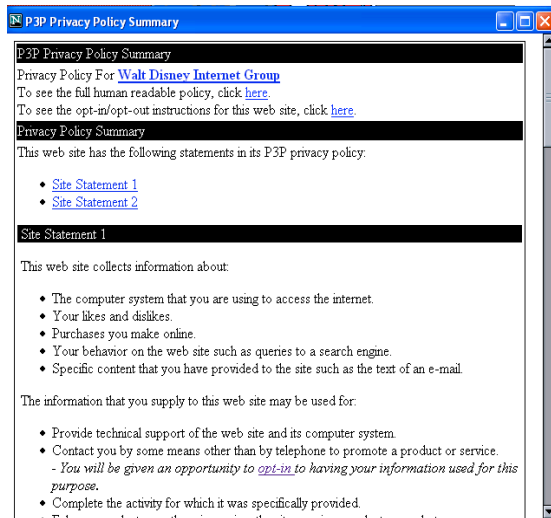 P3P Privacy Policy Summary
P3P Privacy Policy Summary
Privacy Policy For Walt Disney Internet Group
To see the full human readable policy, click here.
To see the opt-in/opt-out instructions for this web site, click here.
Privacy Policy Summary
This web site has the following statements in its P3P privacy policy:
Site Statement 1
Site Statement 2
Site Statement 1
This web site collects information about:
The computer system that you are using to access the internet.
Your likes and dislikes.
Purchases you make online.
Your behavior on the web site such as queries to a search engine.
Specific content that you have provided to the site such as the text of an e-mail.
The information that you supply to this web site may be used for:
Provide technical support of the web site and its computer system.
Contact you by some means other than by telephone to promote a product or service.
- You will be given an opportunity to opt-in to having your information used for this
purpose.
Complete the activity for which it was specifically provided.